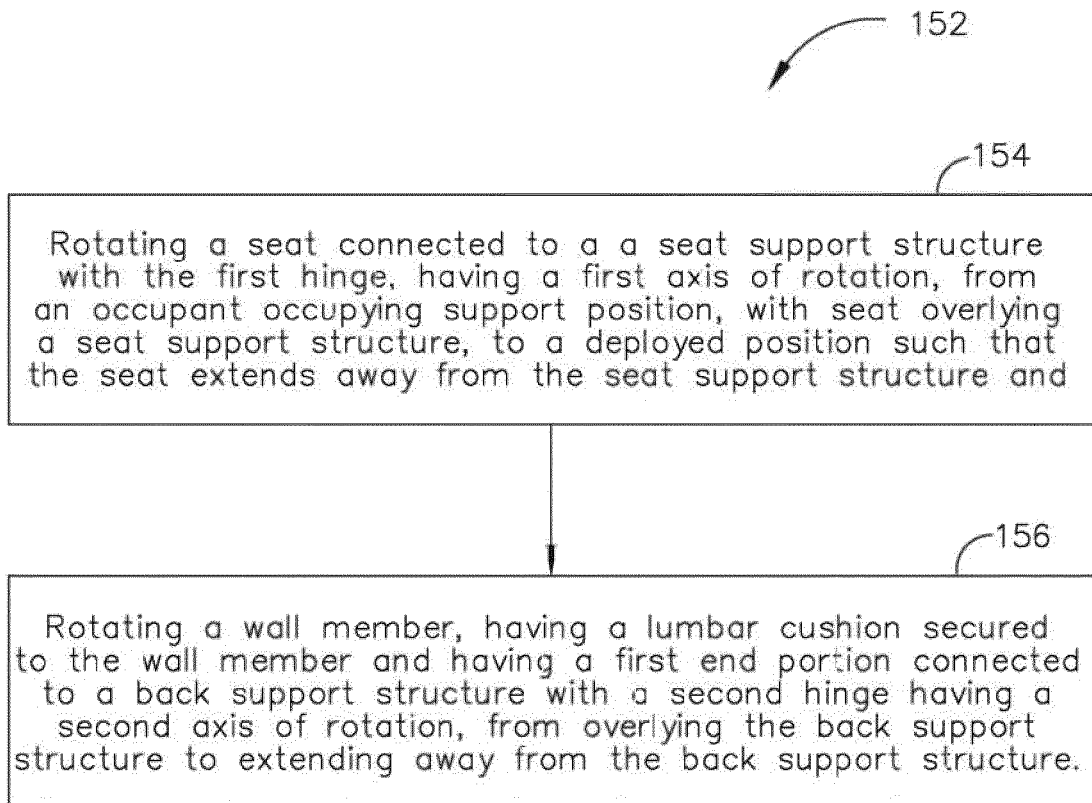 152
154
Rotating a seat connected to a a seat support structure
with the first hinge, having a first axis of rotation, from
an occupant occupying support position, with seat overlying
a seat support structure, to a deployed position such that
the seat extends away from the seat support structure and
156
Rotating a wall member, having a lumbar cushion secured
to the wall member and having a first end portion connected
to a back support structure with a second hinge having a
second axis of rotation, from overlying the back support
structure to extending away from the back support structure.